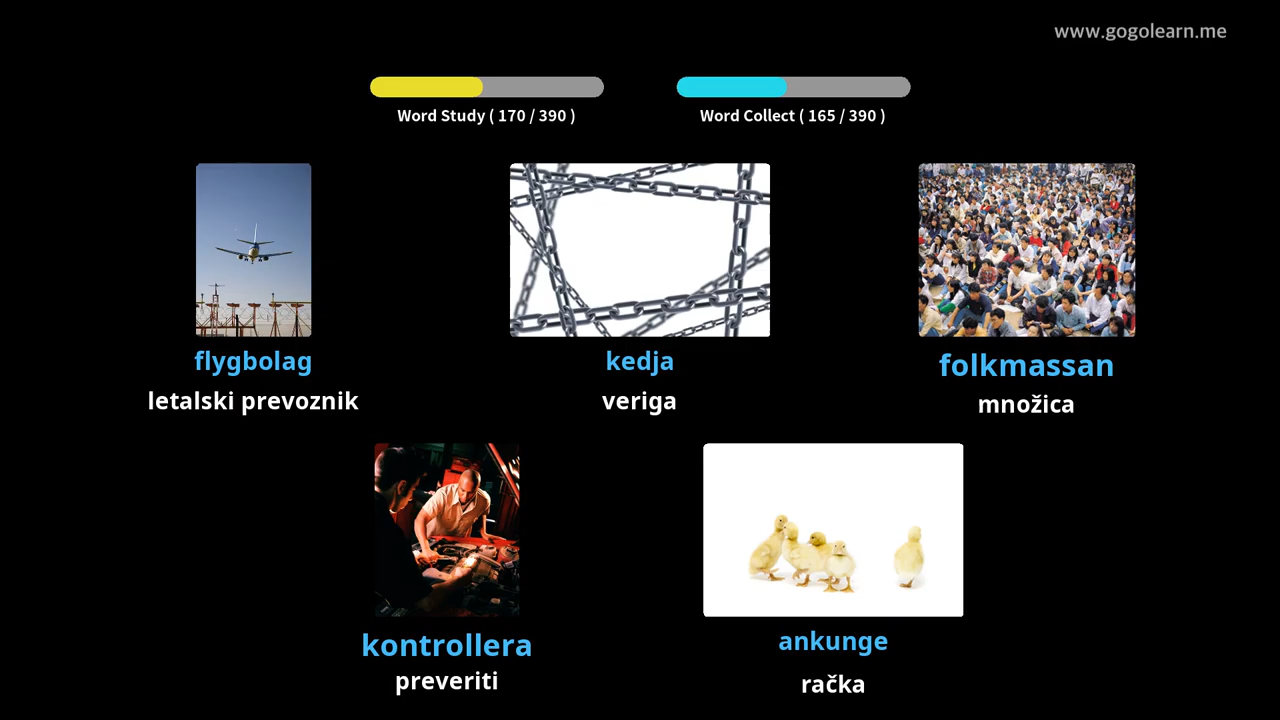 www.gogolearn.me
Word Study ( 170 / 390 )
Word Collect ( 165 / 390 )
flygbolag
letalski prevoznik
kedja
veriga
folkmassan
množica
kontrollera
preveriti
ankunge
račka